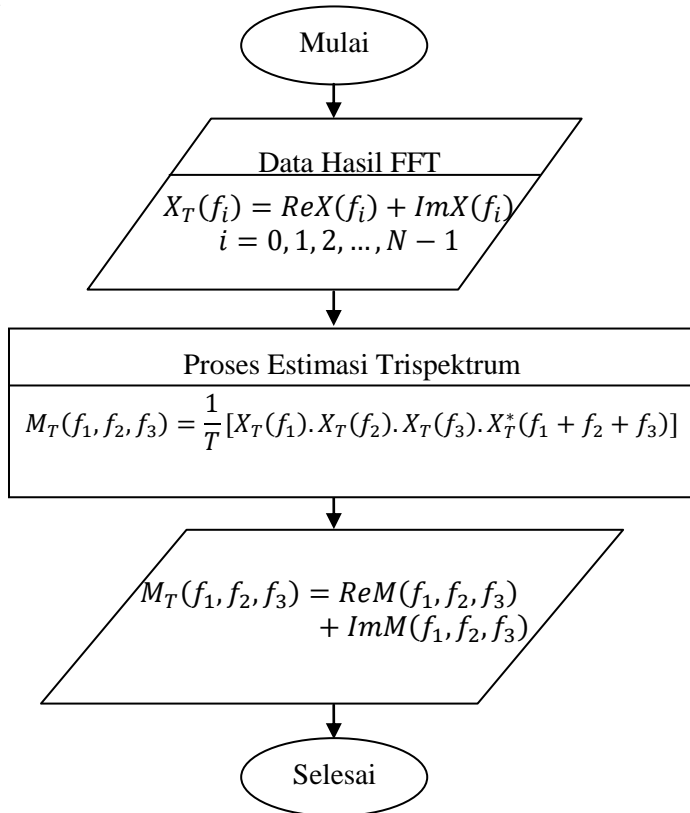 Mulai
Data Hasil FFT
X_T(f_i) = ReX(f_i) + ImX(f_i)
i = 0, 1, 2, … , N − 1
Proses Estimasi Trispektrum
M_T(f_1, f_2, f_3) = \frac{1}{T} [X_T(f_1). X_T(f_2). X_T(f_3). X_T^*(f_1 + f_2 + f_3)]
M_T(f_1, f_2, f_3) = ReM(f_1, f_2, f_3)
+ ImM(f_1, f_2, f_3)
Selesai